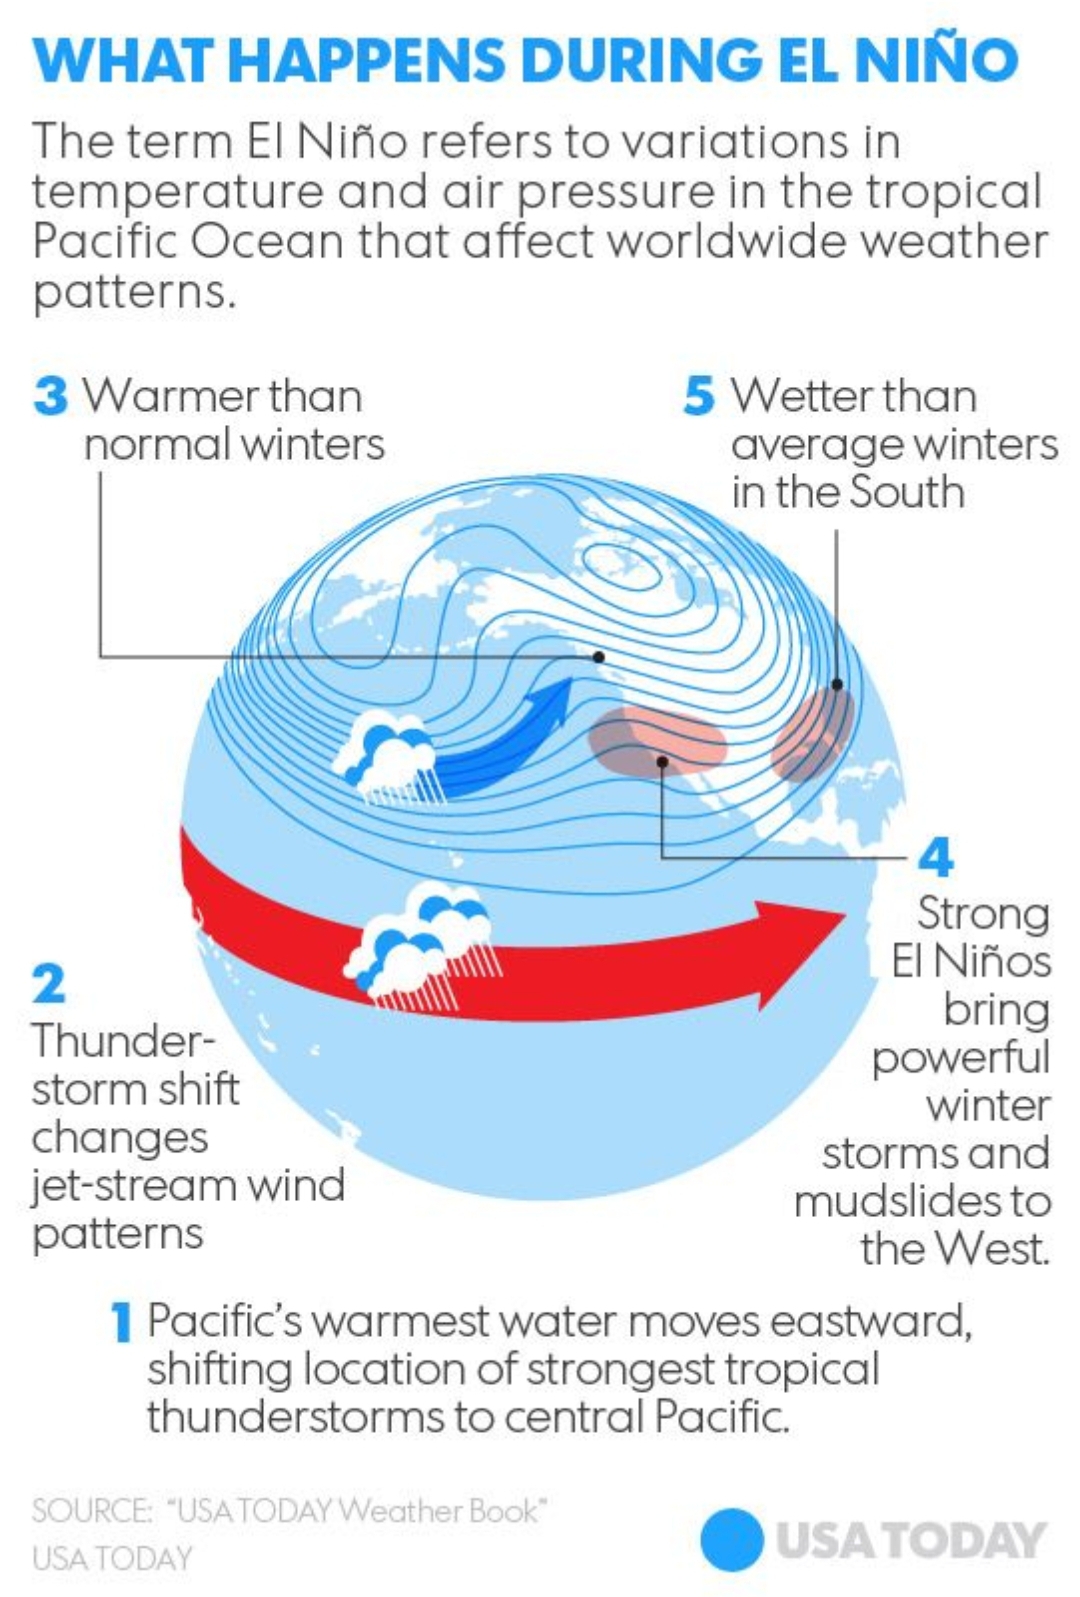 WHAT HAPPENS DURING EL NIÑO
The term El Niño refers to variations in
temperature and air pressure in the tropical
Pacific Ocean that affect worldwide weather
patterns.
3 Warmer than
normal winters
5 Wetter than
average winters
in the South
4
Strong
El Niños
bring
powerful
winter
storms and
mudslides to
the West.
2
Thunder-
storm shift
changes
jet-stream wind
patterns
1 Pacific's warmest water moves eastward,
shifting location of strongest tropical
thunderstorms to central Pacific.
SOURCE: "USA TODAY Weather Book"
USA TODAY
USA TODAY